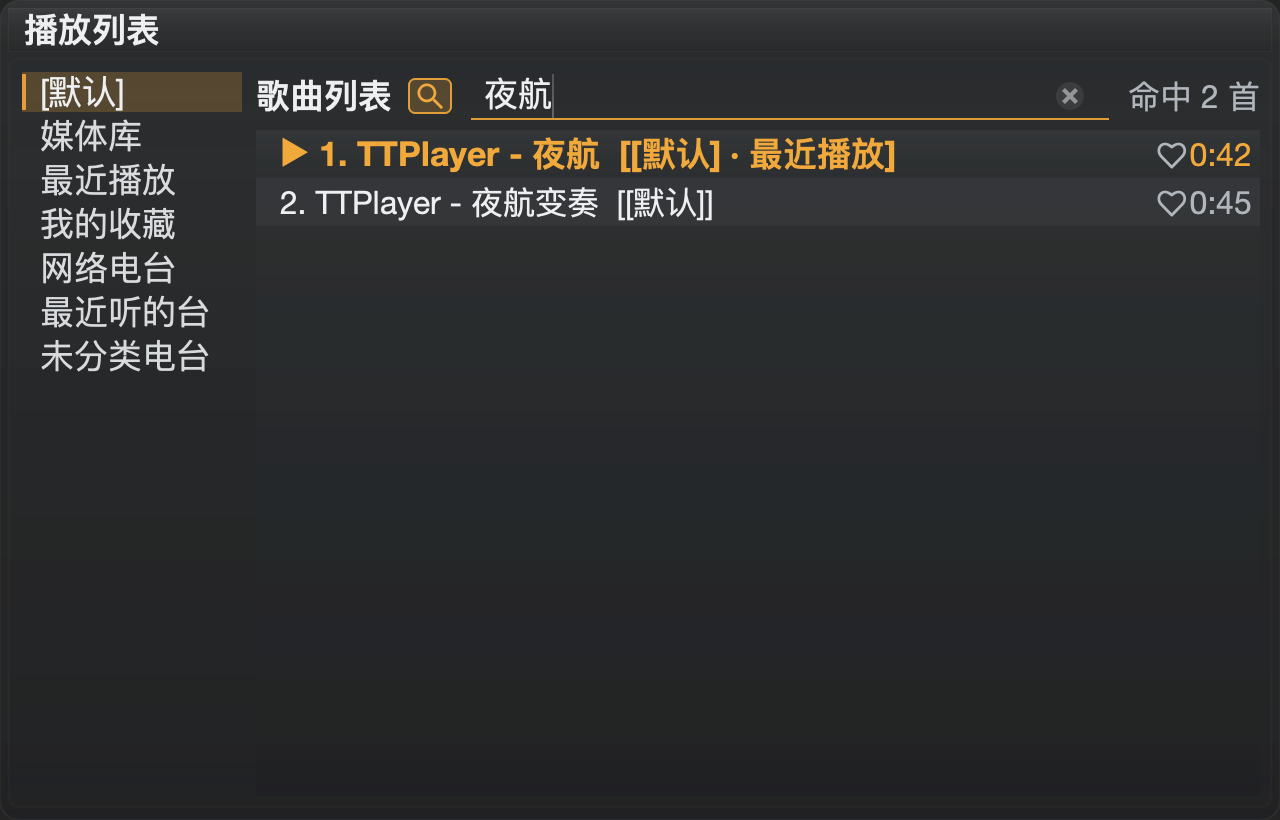 播放列表
[默认]
媒体库
最近播放
我的收藏
网络电台
最近听的台
未分类电台
歌曲列表 夜航 命中 2 首
1. TTPlayer - 夜航 [[默认] · 最近播放] 0:42
2. TTPlayer - 夜航变奏 [[默认]] 0:45